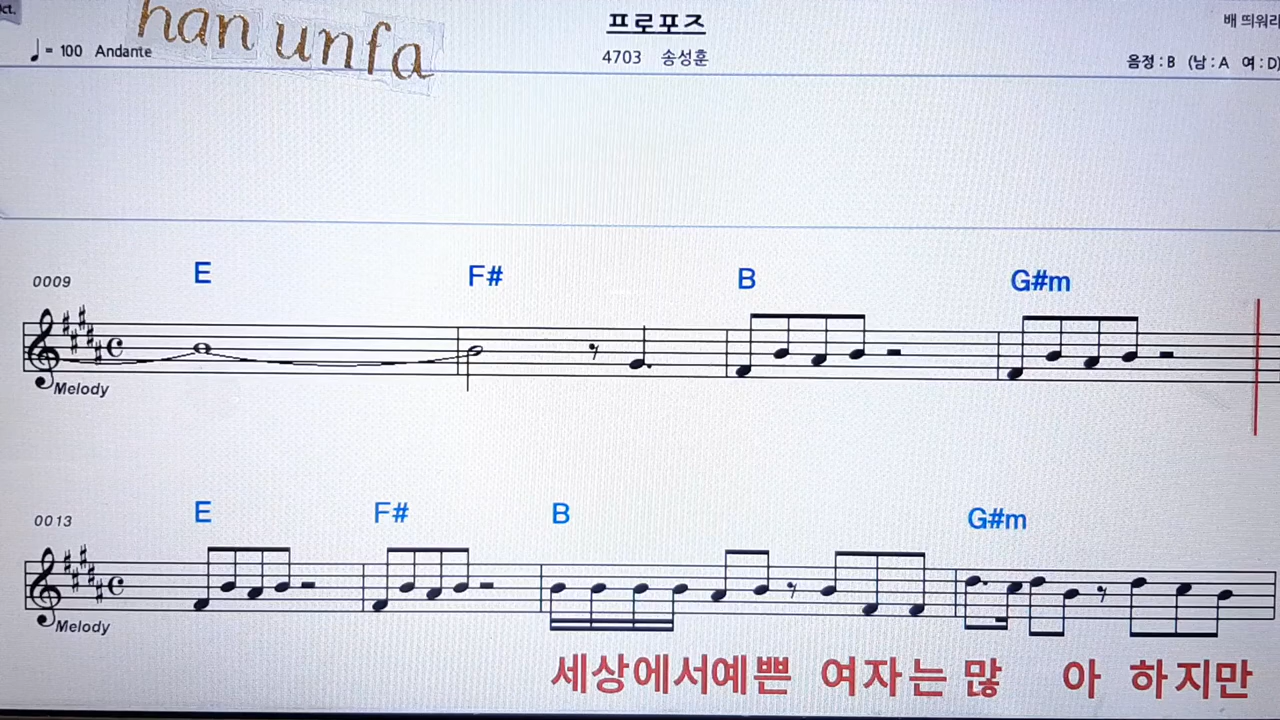 han unfa
프로포즈
배 띄워라
♩= 100 Andante
4703 송성훈
음정 : B (남 : A 여 : D)
0009 E F# B G#m
Melody
0013 E F# B G#m
Melody
세상에서예쁜 여자는 많 아 하지만